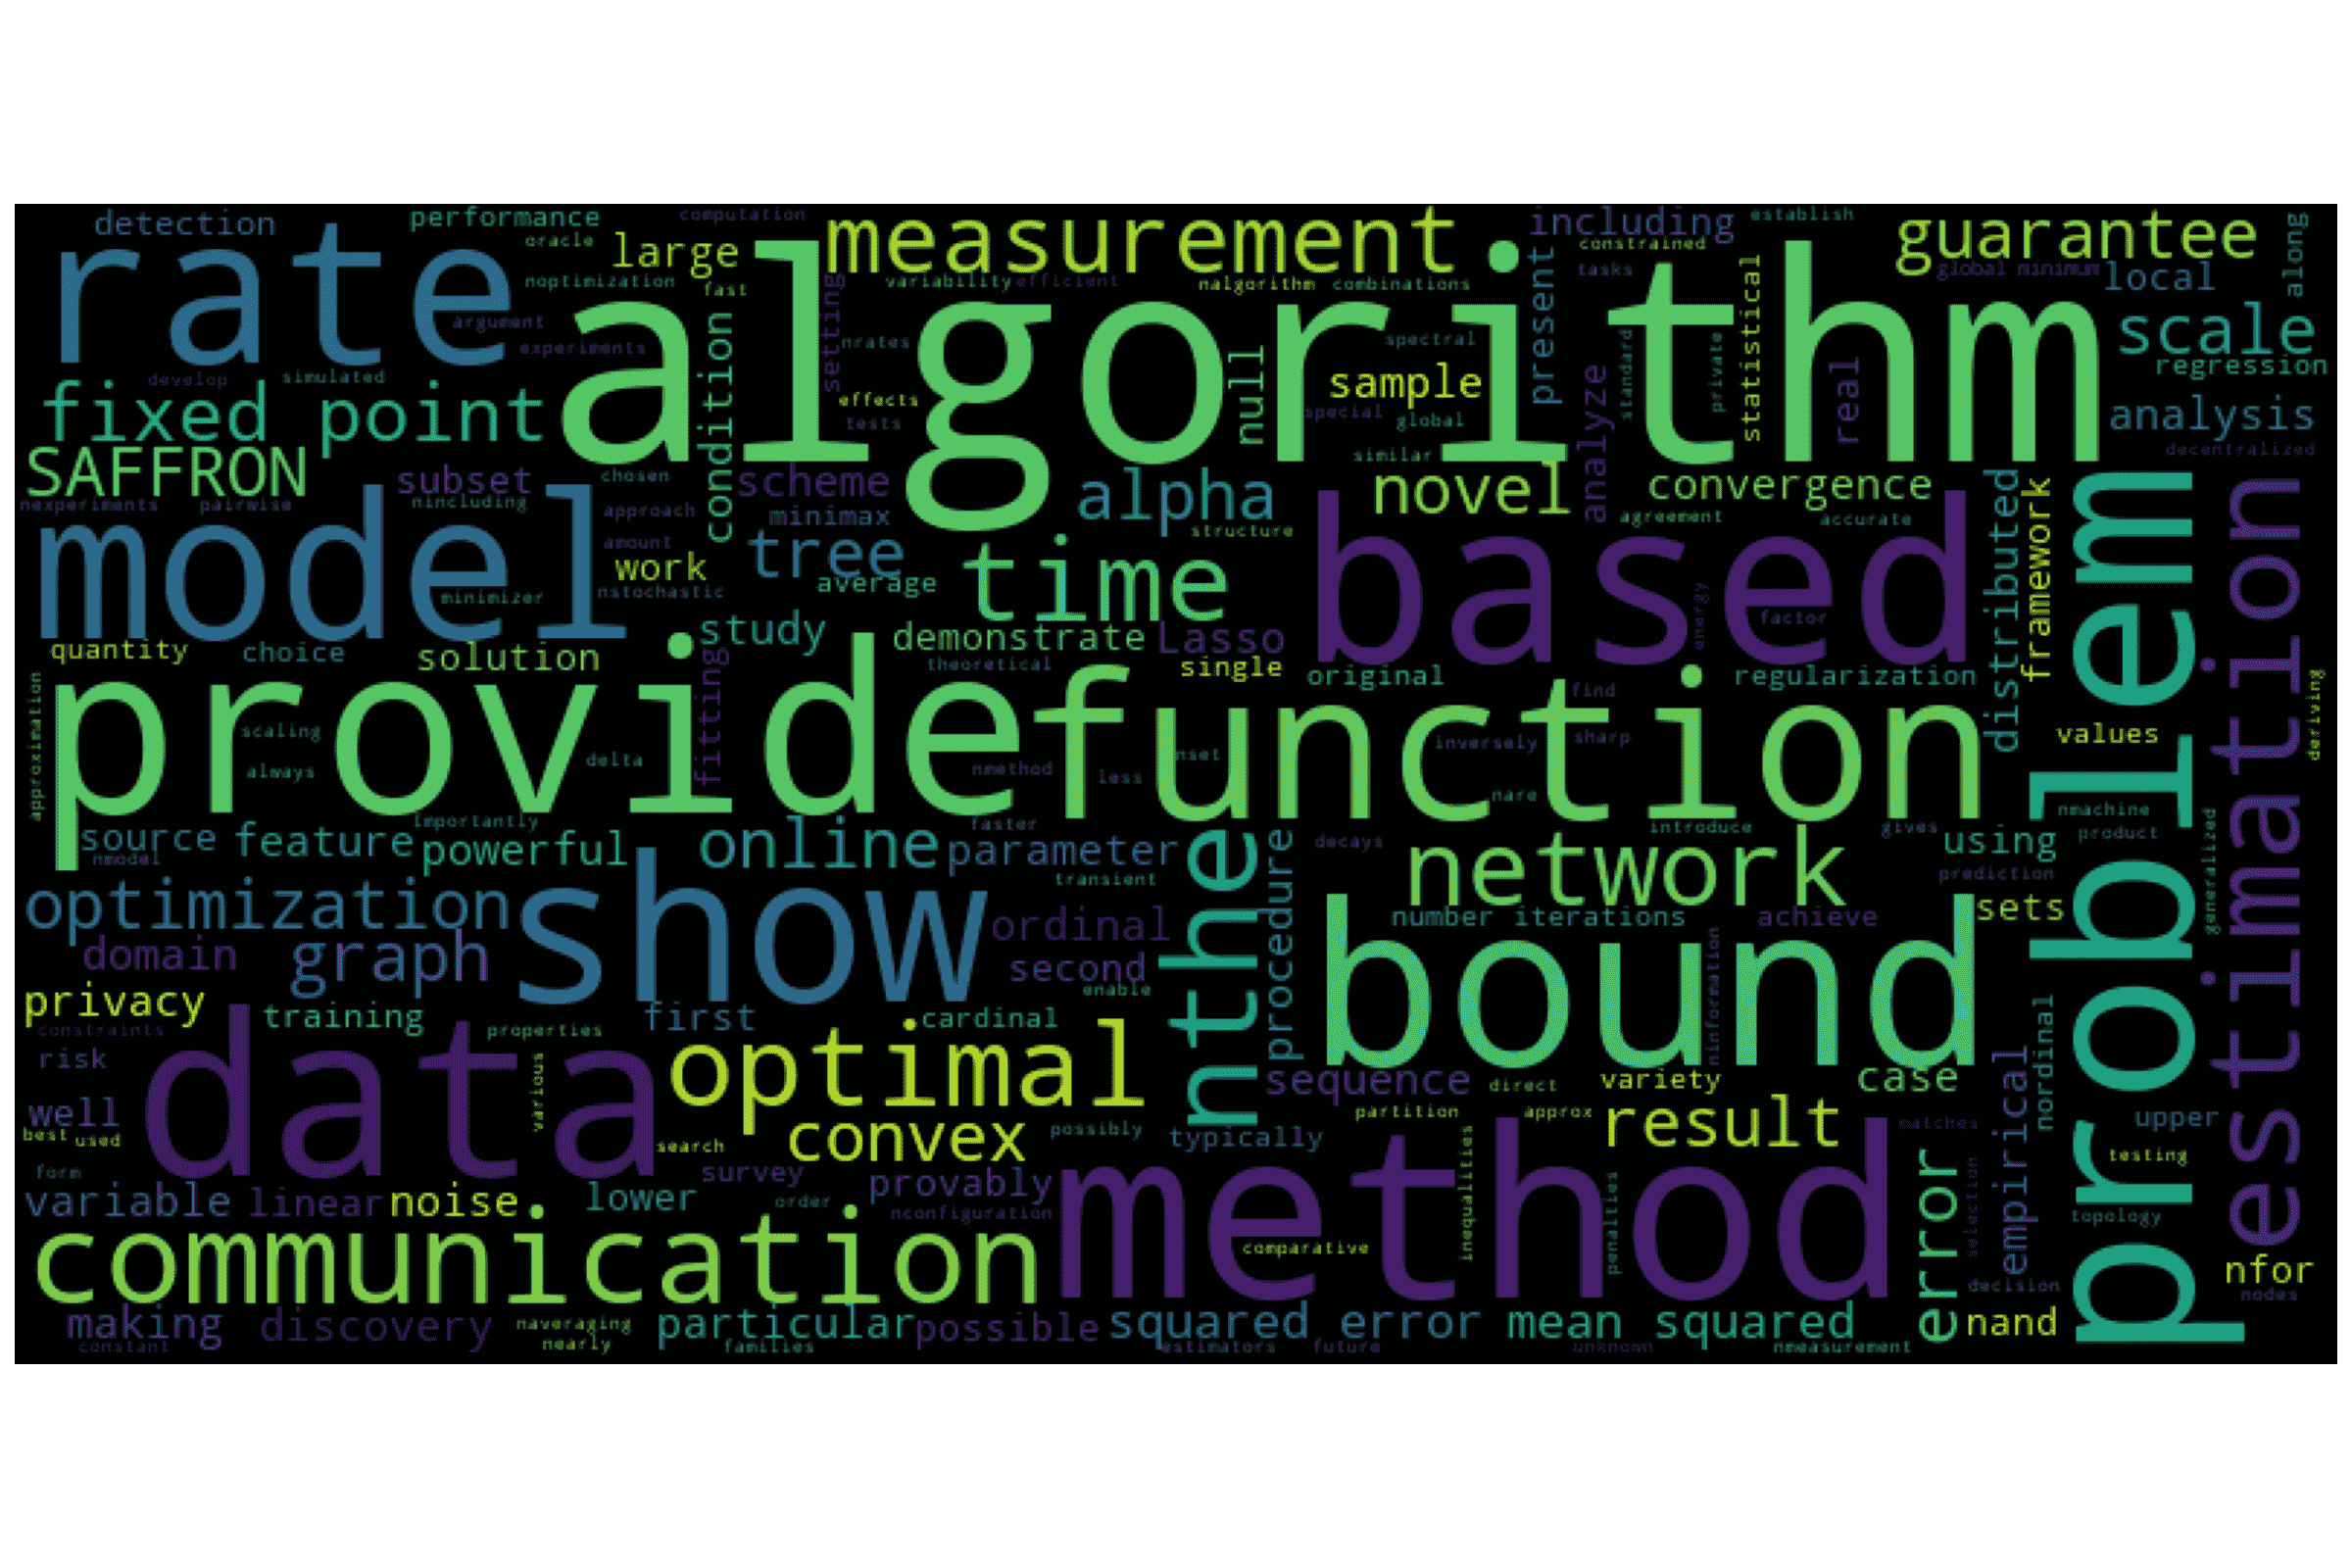 detection
performance
computation
measurement
including
establish
guarantee
along
rate
oracle
large
algorithm
constrained
tasks
global minimum
local
noptimization
fast
variability
efficient
nalgorithm
combinations
present
statistical
scale
argument
experiments
setting
nrates
spectral
standard
private
real
regression
develop
simulated
condition
null
sample
fixed point
effects
tests
special
global
analyze
analysis
similar
decentralized
SAFFRON
subset
chosen
scheme
alpha
novel
convergence
distributed
framework
problem
estimation
nexperiments
pairwise
nincluding
approach
minimax
structure
agreement
accurate
model
amount
work
tree
time
based
minimizer
nstochastic
average
energy
factor
quantity
choice
solution
study
demonstrate
Lasso
theoretical
single
original
regularization
approximation
provide
fitting
function
find
values
deriving
scaling
always
delta
nmethod
less
inversely
sharp
nset
nare
source
feature
importantly
powerful
online
faster
parameter
nthe
procedure
decays
introduce
gives
using
nmachine
product
generalized
nmodel
transient
network
prediction
optimization
show
ordinal
number iterations
achieve
sets
domain
graph
second
enable
bound
ninformation
privacy
training
first
cardinal
constraints
properties
nordinal
risk
data
various
optimal
sequence
direct
variety
case
empirical
well
convex
possibly
partition
approx
result
matches
upper
best
used
search
typically
testing
form
survey
provably
method
inequalities
penalties
error
selection
variable
linear
noise
lower
order
nconfiguration
topology
communication
comparative
decision
nfor
nodes
making
discovery
naveraging
particular
possible
squared error
mean squared
nand
constant
nearly
families
estimators
future
unknown
nmeasurement